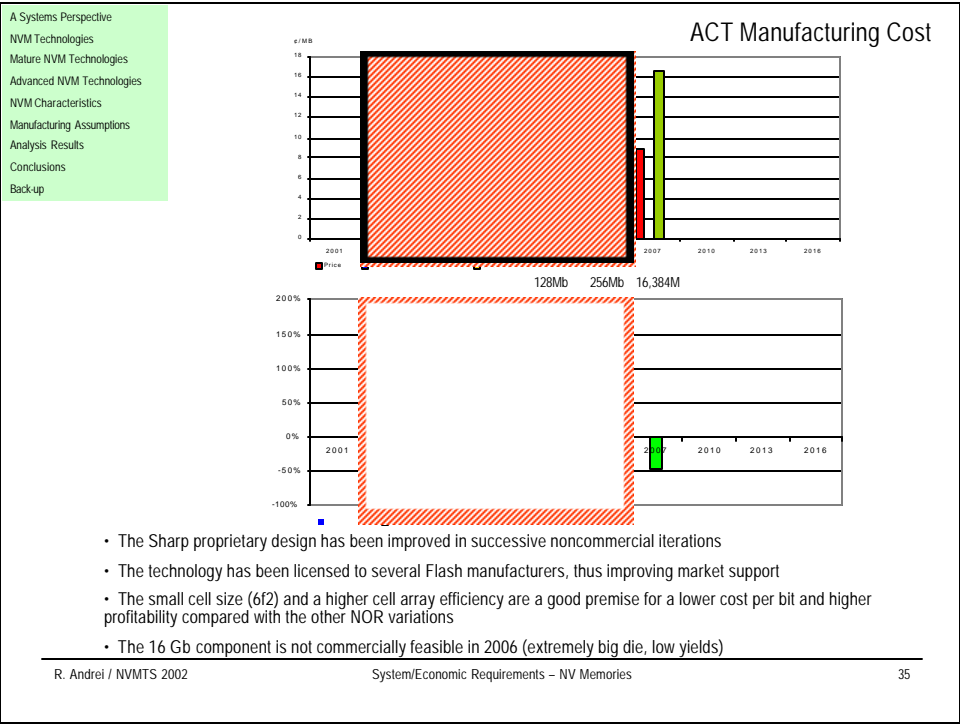 A Systems Perspective
NVM Technologies
Mature NVM Technologies
Advanced NVM Technologies
NVM Characteristics
Manufacturing Assumptions
Analysis Results
Conclusions
Back-up
ACT Manufacturing Cost
¢/MB
18
16
14
12
10
8
6
4
2
0
2001 2007 2010 2013 2016
Price
128Mb 256Mb 16,384M
200%
150%
100%
50%
0%
-50%
-100%
2001 2007 2010 2013 2016
• The Sharp proprietary design has been improved in successive noncommercial iterations
• The technology has been licensed to several Flash manufacturers, thus improving market support
• The small cell size (6f2) and a higher cell array efficiency are a good premise for a lower cost per bit and higher
profitability compared with the other NOR variations
• The 16 Gb component is not commercially feasible in 2006 (extremely big die, low yields)
R. Andrei / NVMTS 2002 System/Economic Requirements – NV Memories 35